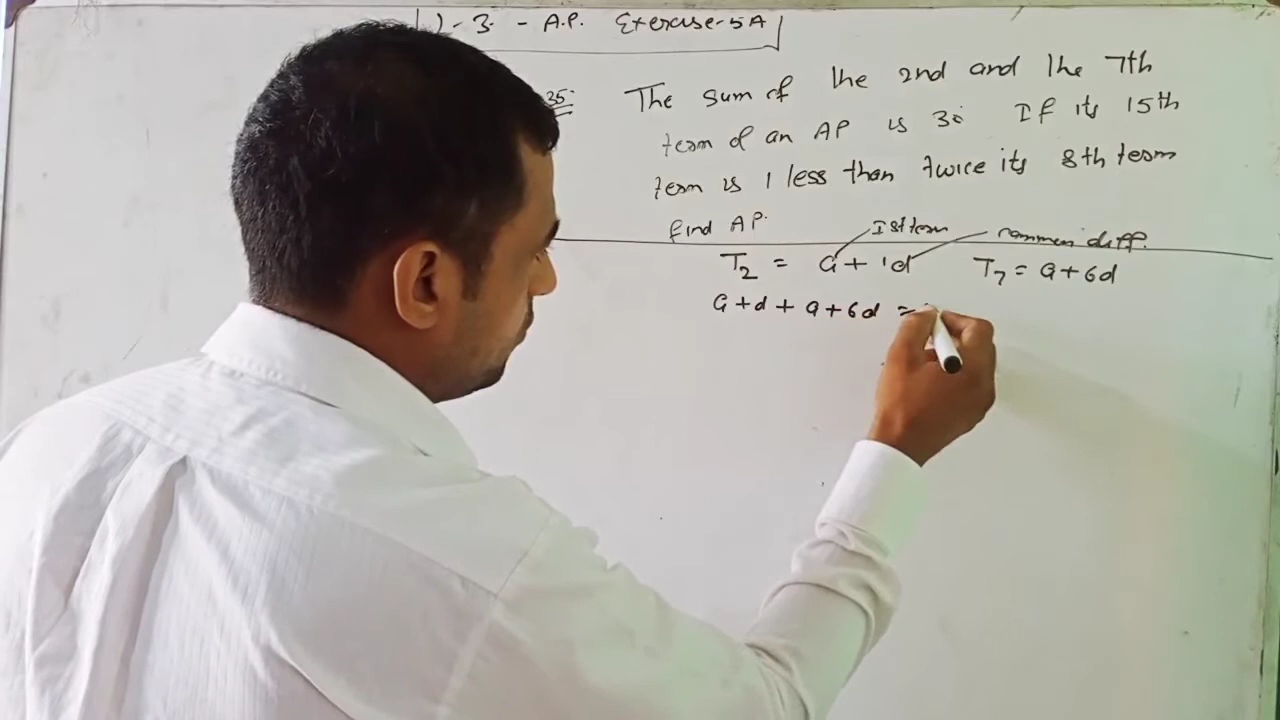 3. - A.P. Exercise-5A
35 The sum of the 2nd and the 7th
term of an AP is 30 If its 15th
term is 1 less than twice its 8th term
find AP.
Ist term common diff.
T2 = a + 1d T7 = a + 6d
a + d + a + 6d =